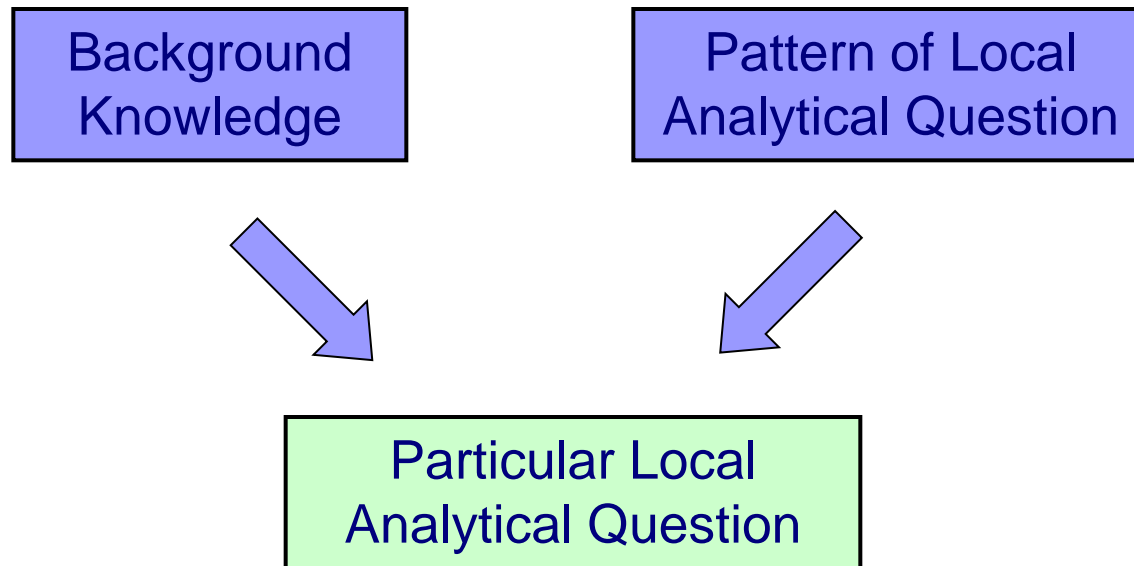 Background
Knowledge
Pattern of Local
Analytical Question
Particular Local
Analytical Question